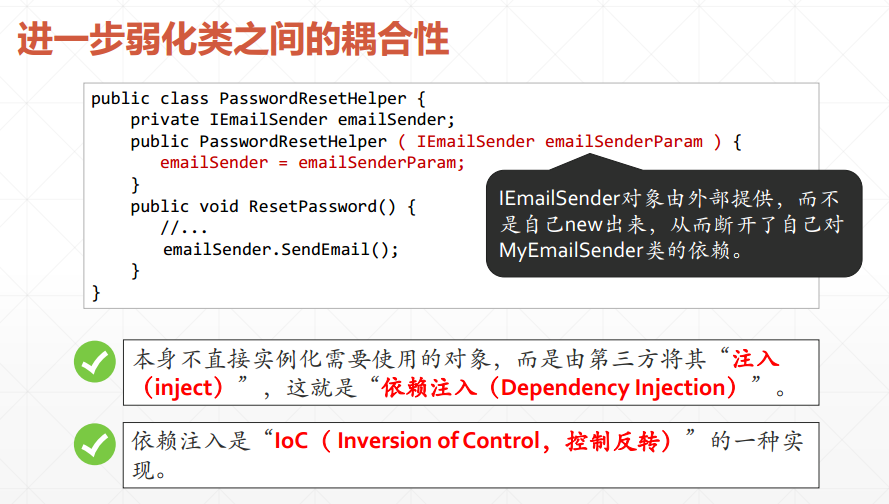 进一步弱化类之间的耦合性
public class PasswordResetHelper {
private IEmailSender emailSender;
public PasswordResetHelper ( IEmailSender emailSenderParam ) {
emailSender = emailSenderParam;
}
public void ResetPassword() {
//...
emailSender.SendEmail();
}
}
IEmailSender对象由外部提供，而不
是自己new出来，从而断开了自己对
MyEmailSender类的依赖。
本身不直接实例化需要使用的对象，而是由第三方将其“注入
（inject）”，这就是“依赖注入（Dependency Injection）”。
依赖注入是“IoC（ Inversion of Control，控制反转）”的一种实
现。